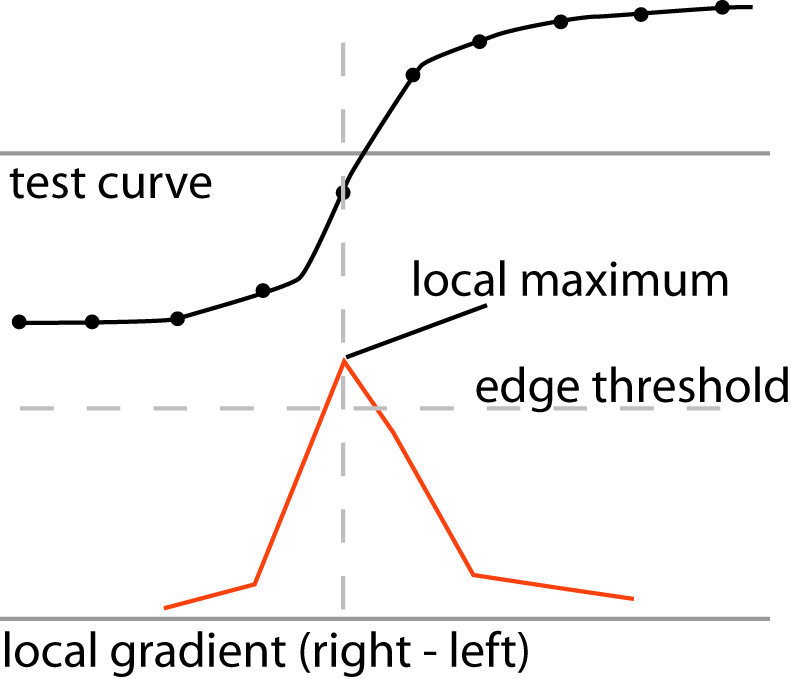 test curve
local maximum
edge threshold
local gradient (right - left)